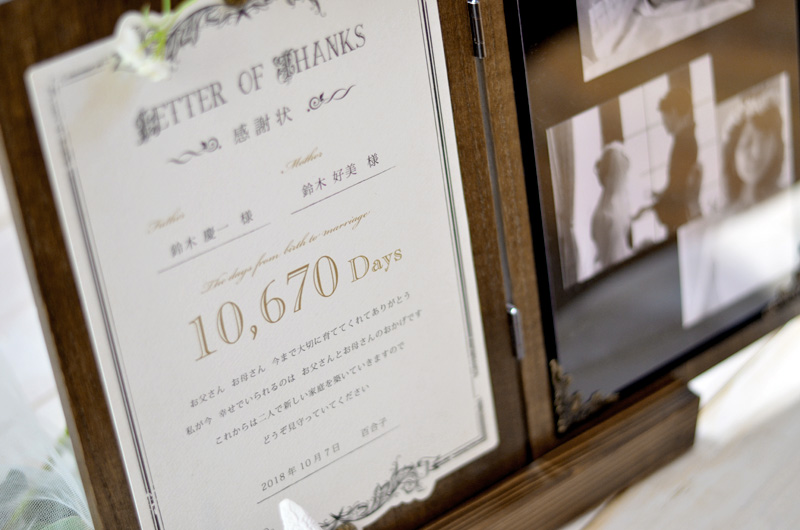 LETTER OF THANKS
感謝状
Father Mother
鈴木 慶一 様 鈴木 好美 様
The days from birth to marriage
10,670 Days
お父さん お母さん 今まで大切に育ててくれてありがとう
私が今 幸せでいられるのは お父さんとお母さんのおかげです
これからは二人で新しい家庭を築いていきますので
どうぞ見守っていてください
2018年10月7日 百合子